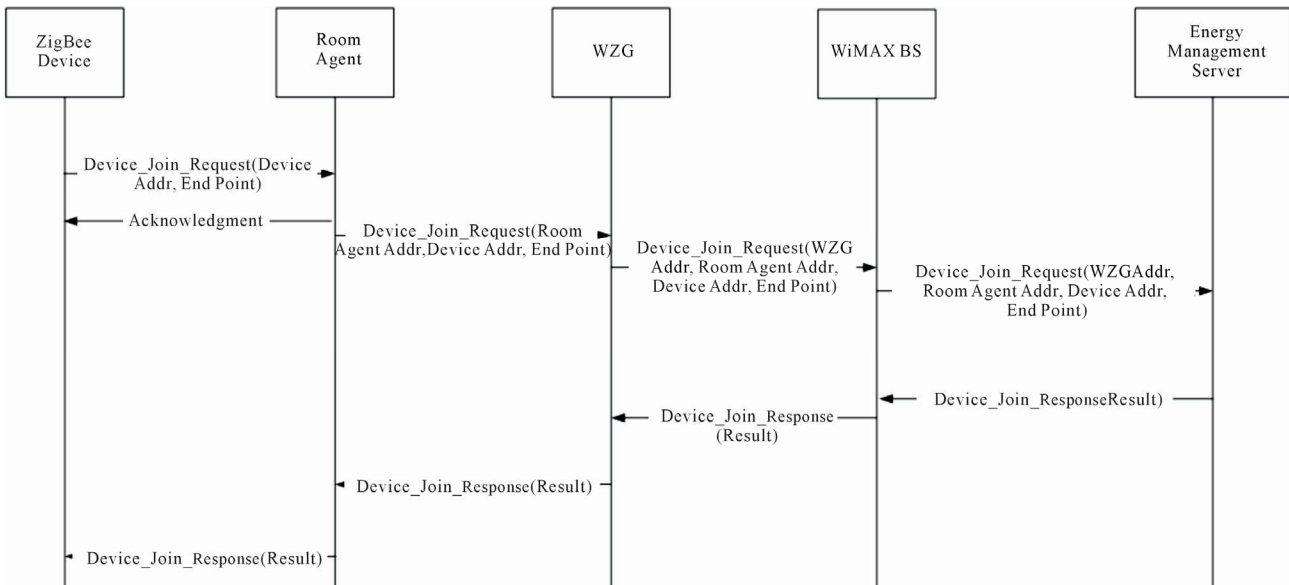 ZigBee
Device
Room
Agent
WZG
WiMAX BS
Energy
Management
Server
Device_Join_Request(Device
Addr, End Point)
Acknowledgment
Device_Join_Request(Room
Agent Addr,Device Addr, End Point)
Device_Join_Request(WZG
Addr, Room Agent Addr,
Device Addr, End Point)
Device_Join_Request(WZGAddr,
Room Agent Addr, Device Addr,
End Point)
Device_Join_ResponseResult)
Device_Join_Response
(Result)
Device_Join_Response(Result)
Device_Join_Response(Result)